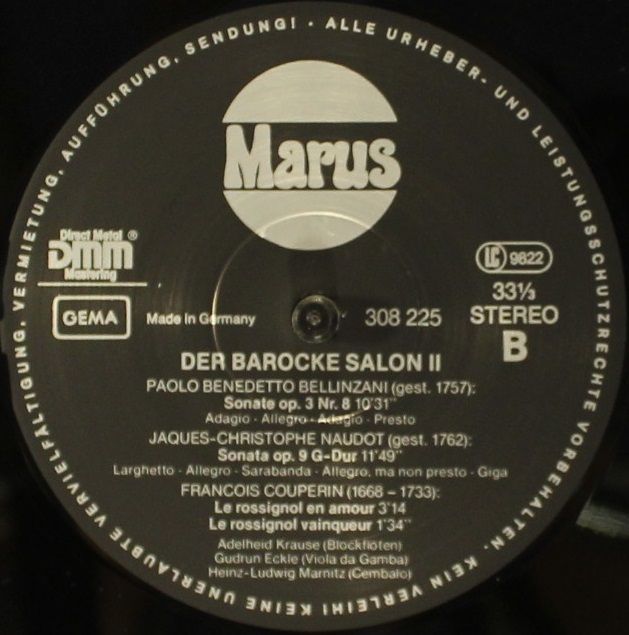 ALLE URHEBER- UND LEISTUNGSSCHUTZRECHTE VORBEHALTEN. KEIN VERLEIH! KEINE UNERLAUBTE VERVIELFÄLTIGUNG, VERMIETUNG, AUFFÜHRUNG, SENDUNG! ·
Marus
Direct Metal ®
DMM
Mastering
LC 9822
33⅓
STEREO
B
GEMA
Made in Germany
308 225
DER BAROCKE SALON II
PAOLO BENEDETTO BELLINZANI (gest. 1757):
Sonate op. 3 Nr. 8 10'31"
Adagio · Allegro · Adagio · Presto
JAQUES-CHRISTOPHE NAUDOT (gest. 1762):
Sonata op. 9 G-Dur 11'49"
Larghetto · Allegro · Sarabanda · Allegro, ma non presto · Giga
FRANCOIS COUPERIN (1668 – 1733):
Le rossignol en amour 3'14
Le rossignol vainqueur 1'34"
Adelheid Krause (Blockflöten)
Gudrun Eckle (Viola da Gamba)
Heinz-Ludwig Marnitz (Cembalo)